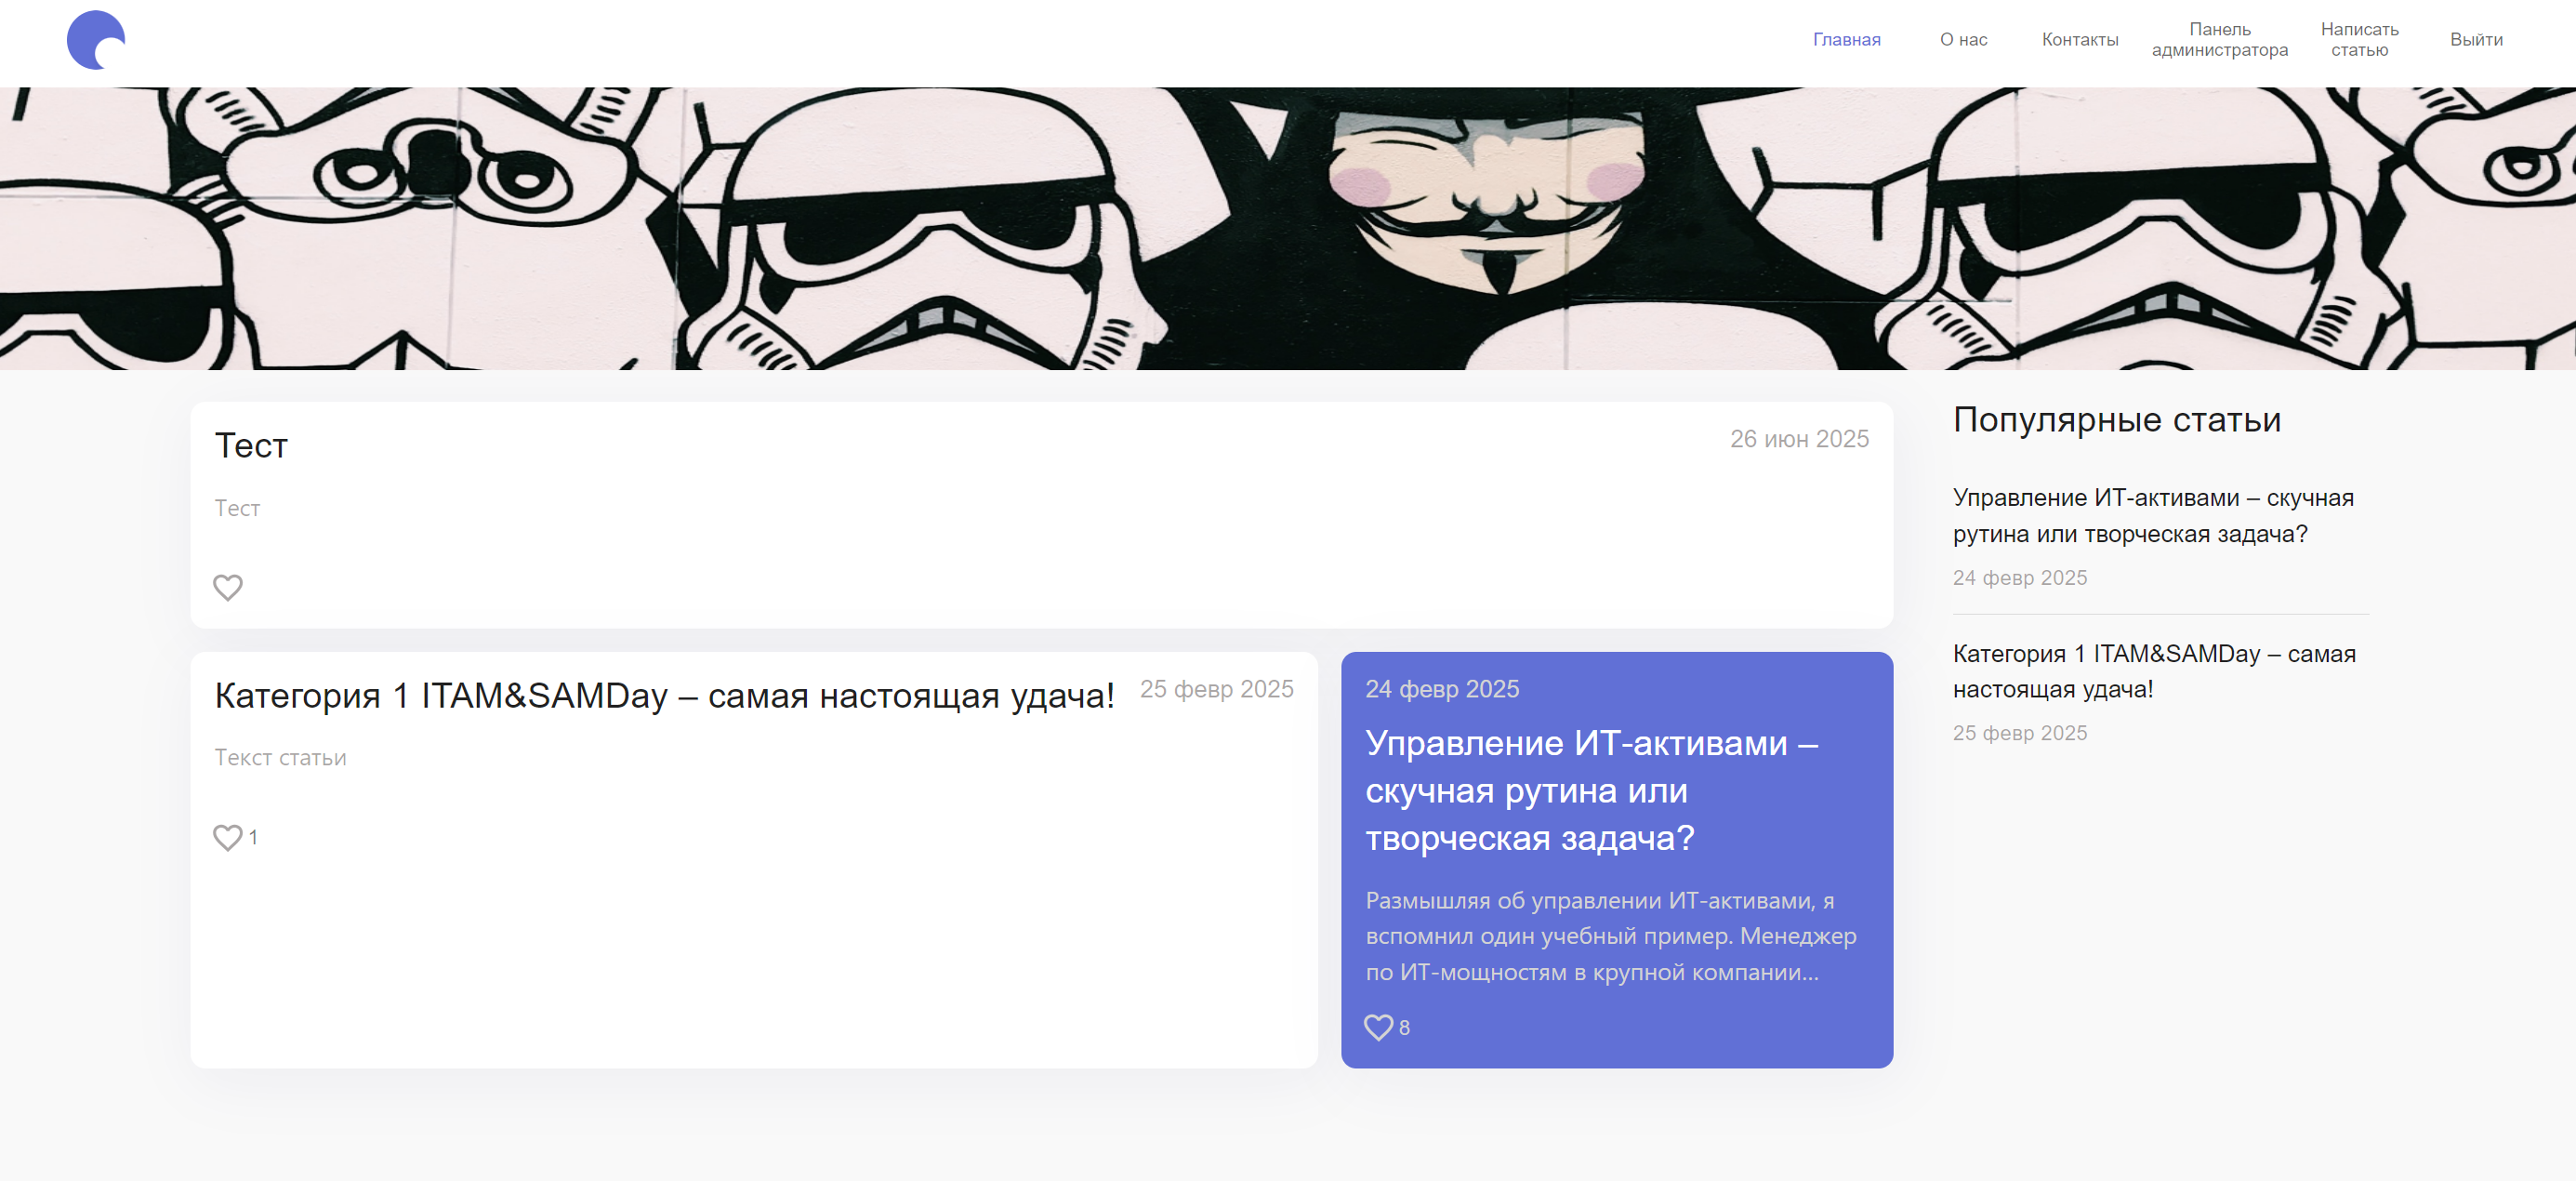 Главная
О нас
Контакты
Панель
администратора
Написать
статью
Выйти
Тест
26 июн 2025
Тест
Категория 1 ITAM&SAMDay – самая настоящая удача!
25 февр 2025
Текст статьи
1
24 февр 2025
Управление ИТ-активами –
скучная рутина или
творческая задача?
Размышляя об управлении ИТ-активами, я
вспомнил один учебный пример. Менеджер
по ИТ-мощностям в крупной компании...
8
Популярные статьи
Управление ИТ-активами – скучная
рутина или творческая задача?
24 февр 2025
Категория 1 ITAM&SAMDay – самая
настоящая удача!
25 февр 2025